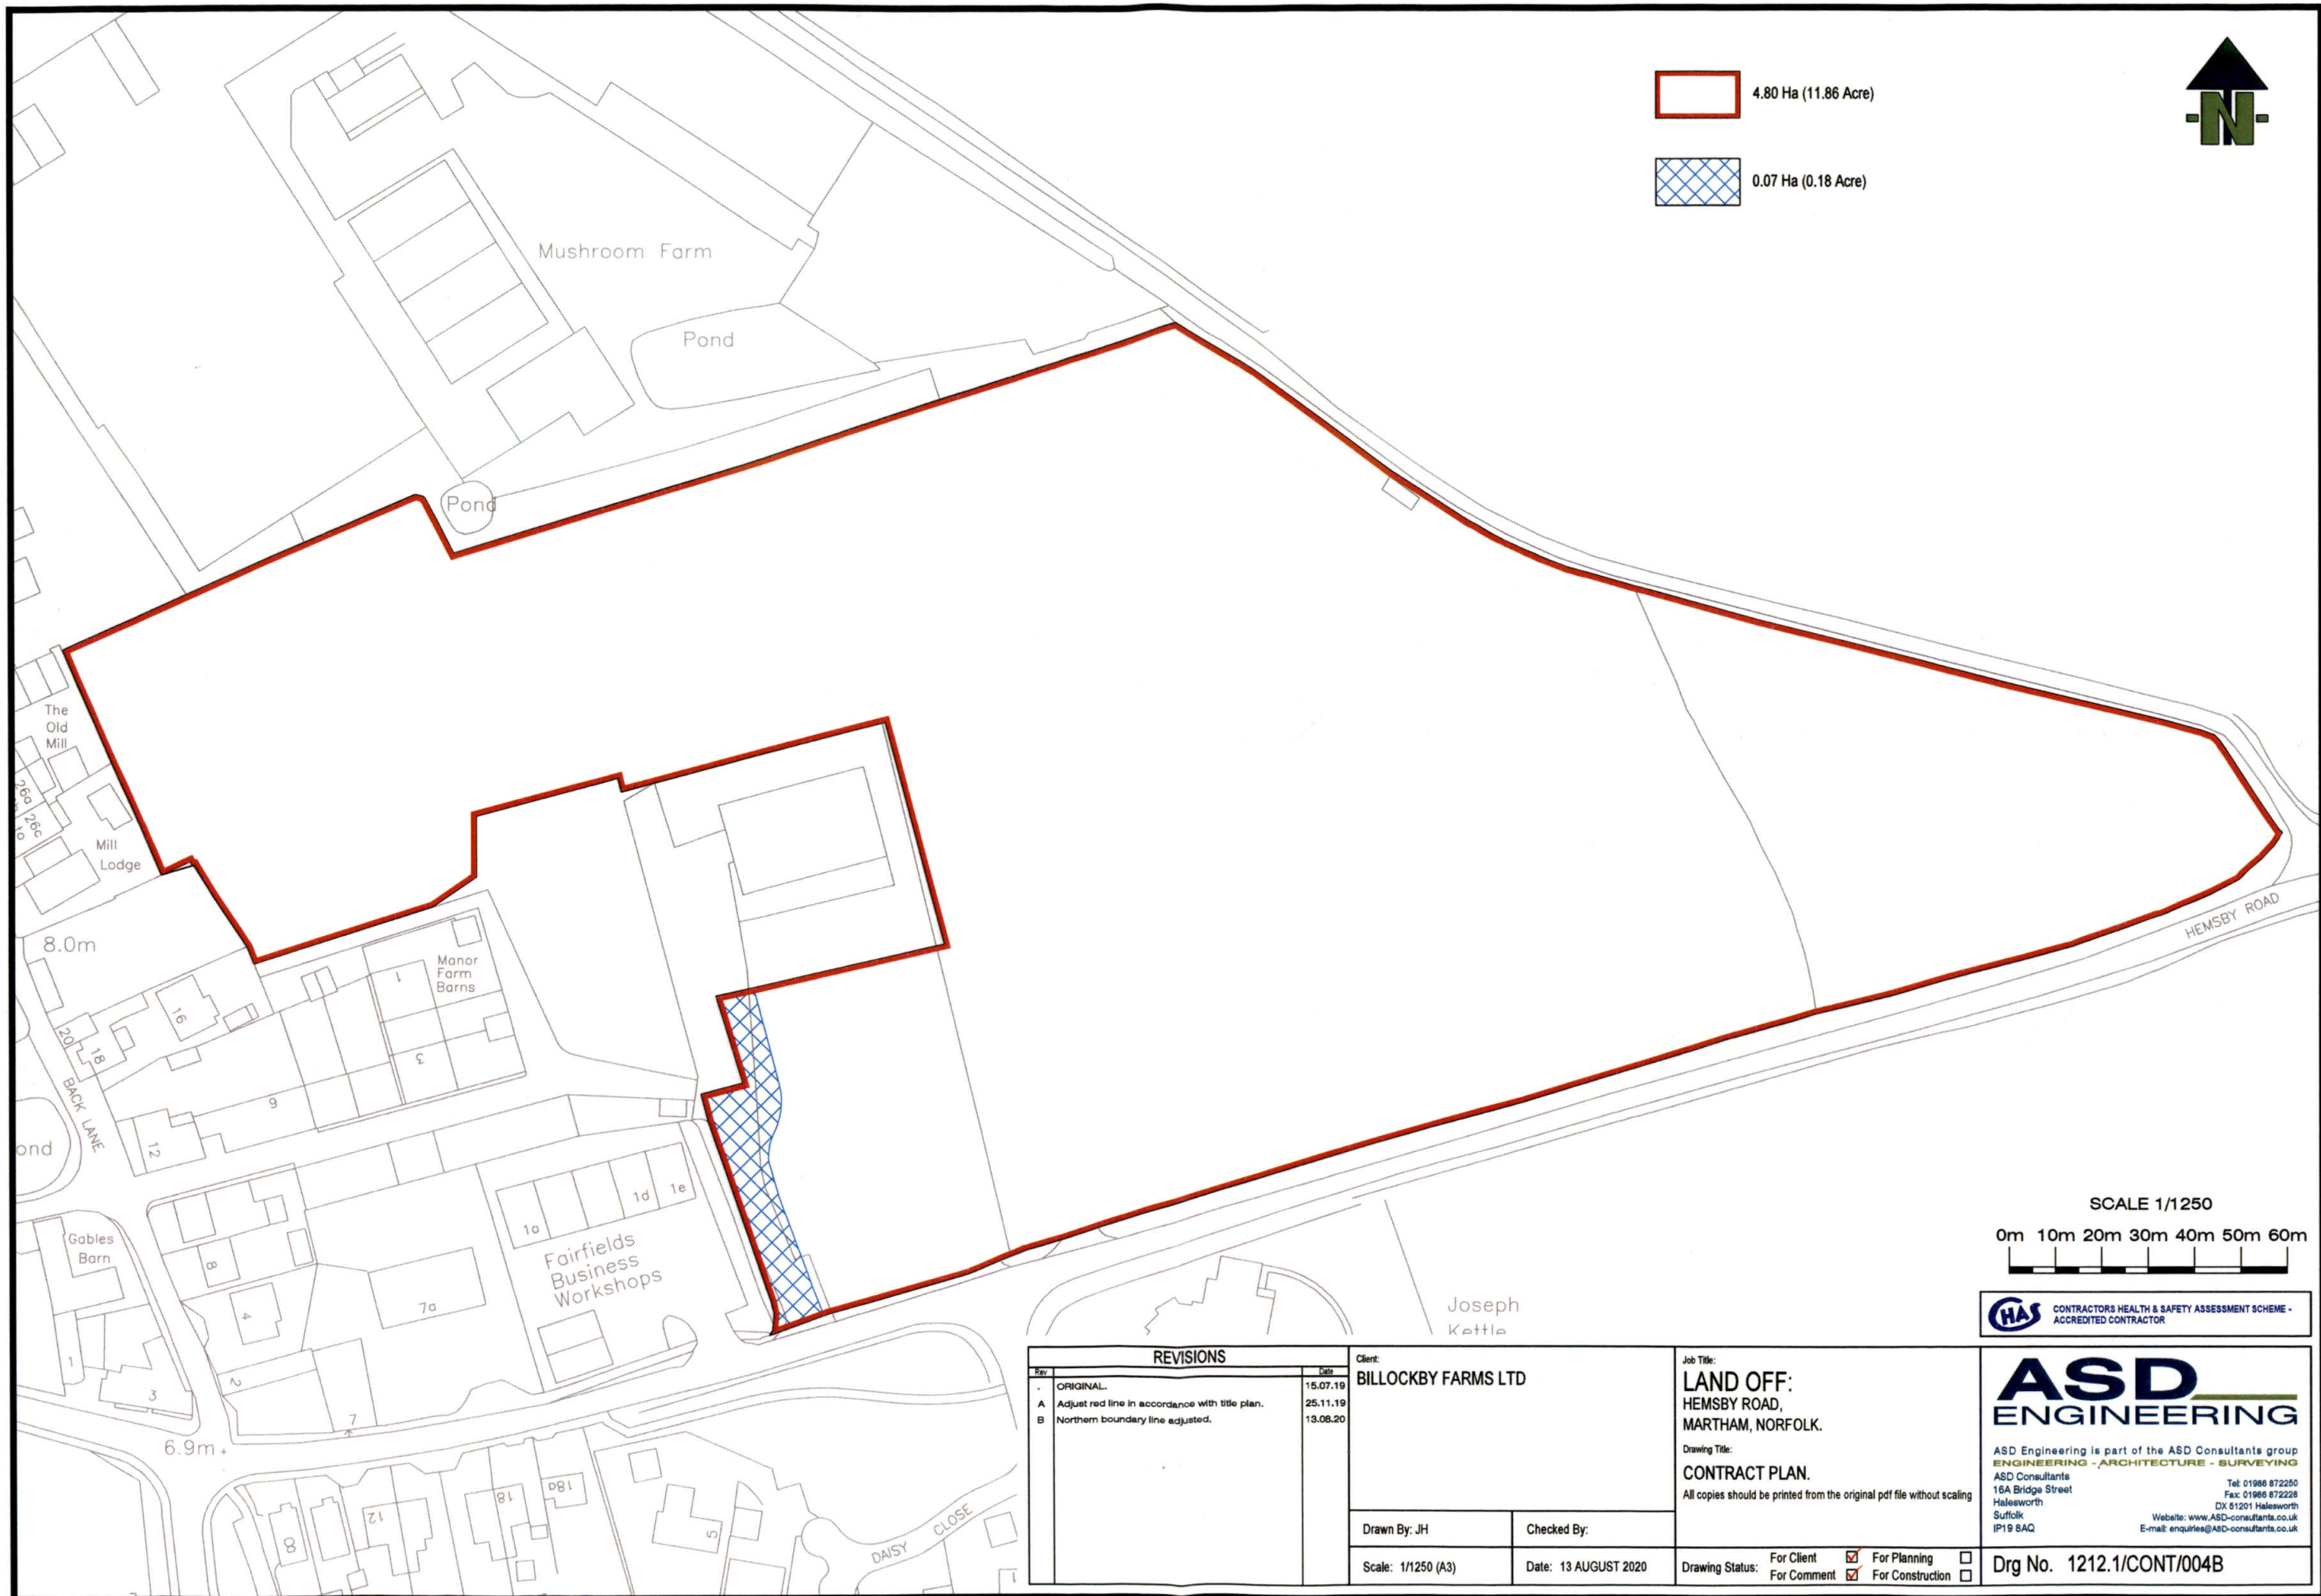 4.80 Ha (11.86 Acre)
0.07 Ha (0.18 Acre)
N
Mushroom Farm
Pond
Pond
The
Old
Mill
26a
to
26c
Mill
Lodge
8.0m
Manor
Farm
Barns
1
3
16
20
18
BACK LANE
9
12
ond
HEMSBY ROAD
1a
1d
1e
Fairfields
Business
Workshops
Gables
Barn
8
4
7a
1
3
2
7
6.9m
Joseph
Kettle
8
12
18
18a
5
DAISY CLOSE
1
SCALE 1/1250
0m 10m 20m 30m 40m 50m 60m
CHAS
CONTRACTORS HEALTH & SAFETY ASSESSMENT SCHEME -
ACCREDITED CONTRACTOR
REVISIONS
Rev Date
. ORIGINAL. 15.07.19
A Adjust red line in accordance with title plan. 25.11.19
B Northern boundary line adjusted. 13.08.20
Client:
BILLOCKBY FARMS LTD
Drawn By: JH
Checked By:
Scale: 1/1250 (A3)
Date: 13 AUGUST 2020
Job Title:
LAND OFF:
HEMSBY ROAD,
MARTHAM, NORFOLK.
Drawing Title:
CONTRACT PLAN.
All copies should be printed from the original pdf file without scaling
Drawing Status: For Client For Planning
For Comment For Construction
ASD
ENGINEERING
ASD Engineering is part of the ASD Consultants group
ENGINEERING - ARCHITECTURE - SURVEYING
ASD Consultants
16A Bridge Street
Halesworth
Suffolk
IP19 8AQ
Tel: 01986 872250
Fax: 01986 872228
DX 51201 Halesworth
Website: www.ASD-consultants.co.uk
E-mail: enquiries@ASD-consultants.co.uk
Drg No. 1212.1/CONT/004B